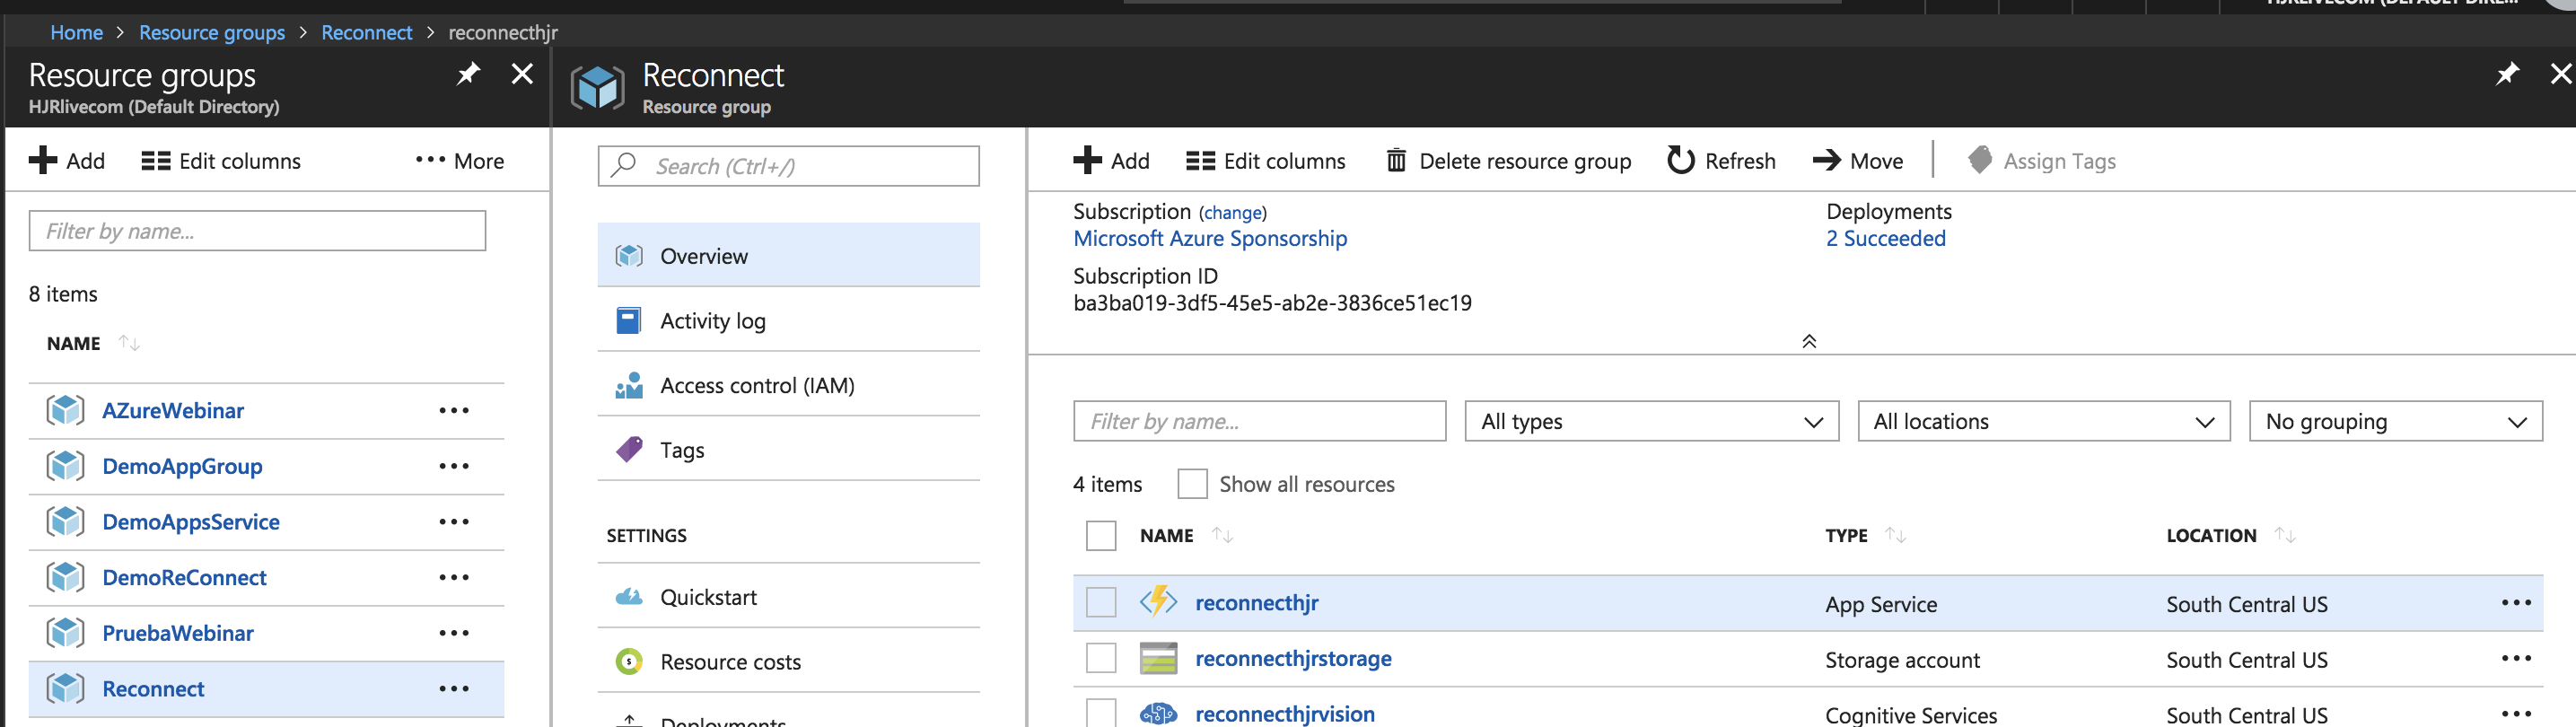 Home > Resource groups > Reconnect > reconnecthjr
Resource groups
HJRlivecom (Default Directory)
Add Edit columns ••• More
Filter by name...
8 items
NAME
AZureWebinar
DemoAppGroup
DemoAppsService
DemoReConnect
PruebaWebinar
Reconnect
Reconnect
Resource group
Search (Ctrl+/)
Overview
Activity log
Access control (IAM)
Tags
SETTINGS
Quickstart
Resource costs
Deployments
Add Edit columns Delete resource group Refresh Move Assign Tags
Subscription (change)
Microsoft Azure Sponsorship
Subscription ID
ba3ba019-3df5-45e5-ab2e-3836ce51ec19
Deployments
2 Succeeded
Filter by name... All types All locations No grouping
4 items Show all resources
NAME TYPE LOCATION
reconnecthjr App Service South Central US
reconnecthjrstorage Storage account South Central US
reconnecthjrvision Cognitive Services South Central US